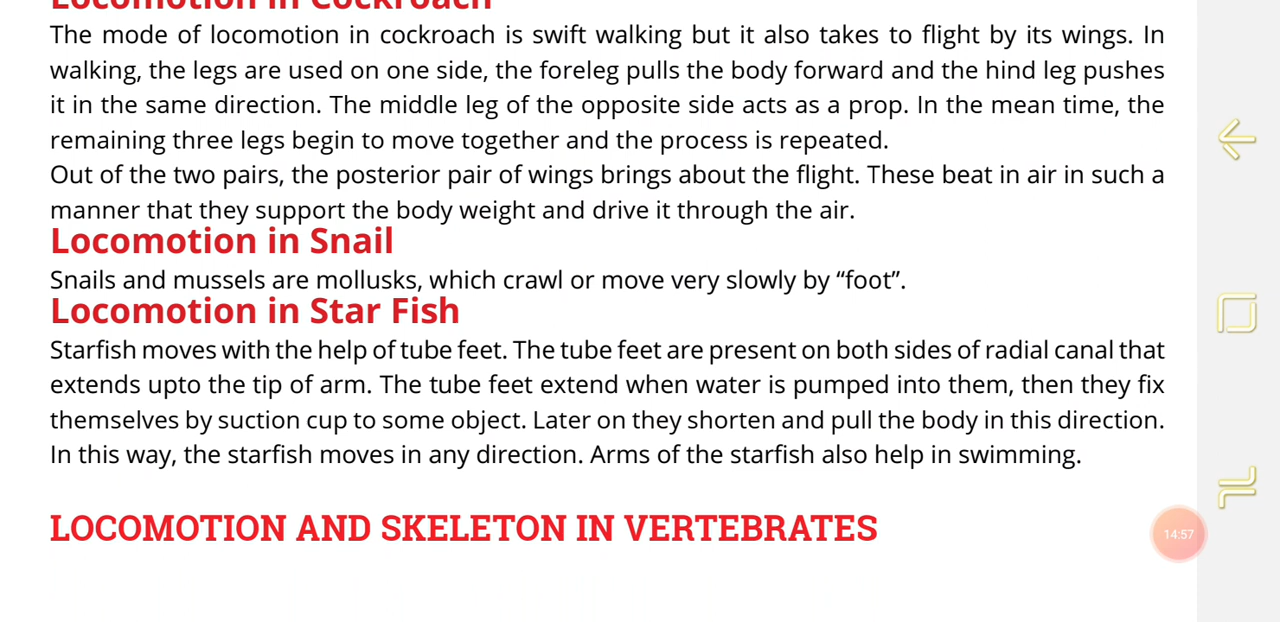 Locomotion in Cockroach
The mode of locomotion in cockroach is swift walking but it also takes to flight by its wings. In
walking, the legs are used on one side, the foreleg pulls the body forward and the hind leg pushes
it in the same direction. The middle leg of the opposite side acts as a prop. In the mean time, the
remaining three legs begin to move together and the process is repeated.
Out of the two pairs, the posterior pair of wings brings about the flight. These beat in air in such a
manner that they support the body weight and drive it through the air.
Locomotion in Snail
Snails and mussels are mollusks, which crawl or move very slowly by “foot”.
Locomotion in Star Fish
Starfish moves with the help of tube feet. The tube feet are present on both sides of radial canal that
extends upto the tip of arm. The tube feet extend when water is pumped into them, then they fix
themselves by suction cup to some object. Later on they shorten and pull the body in this direction.
In this way, the starfish moves in any direction. Arms of the starfish also help in swimming.
LOCOMOTION AND SKELETON IN VERTEBRATES
14:57